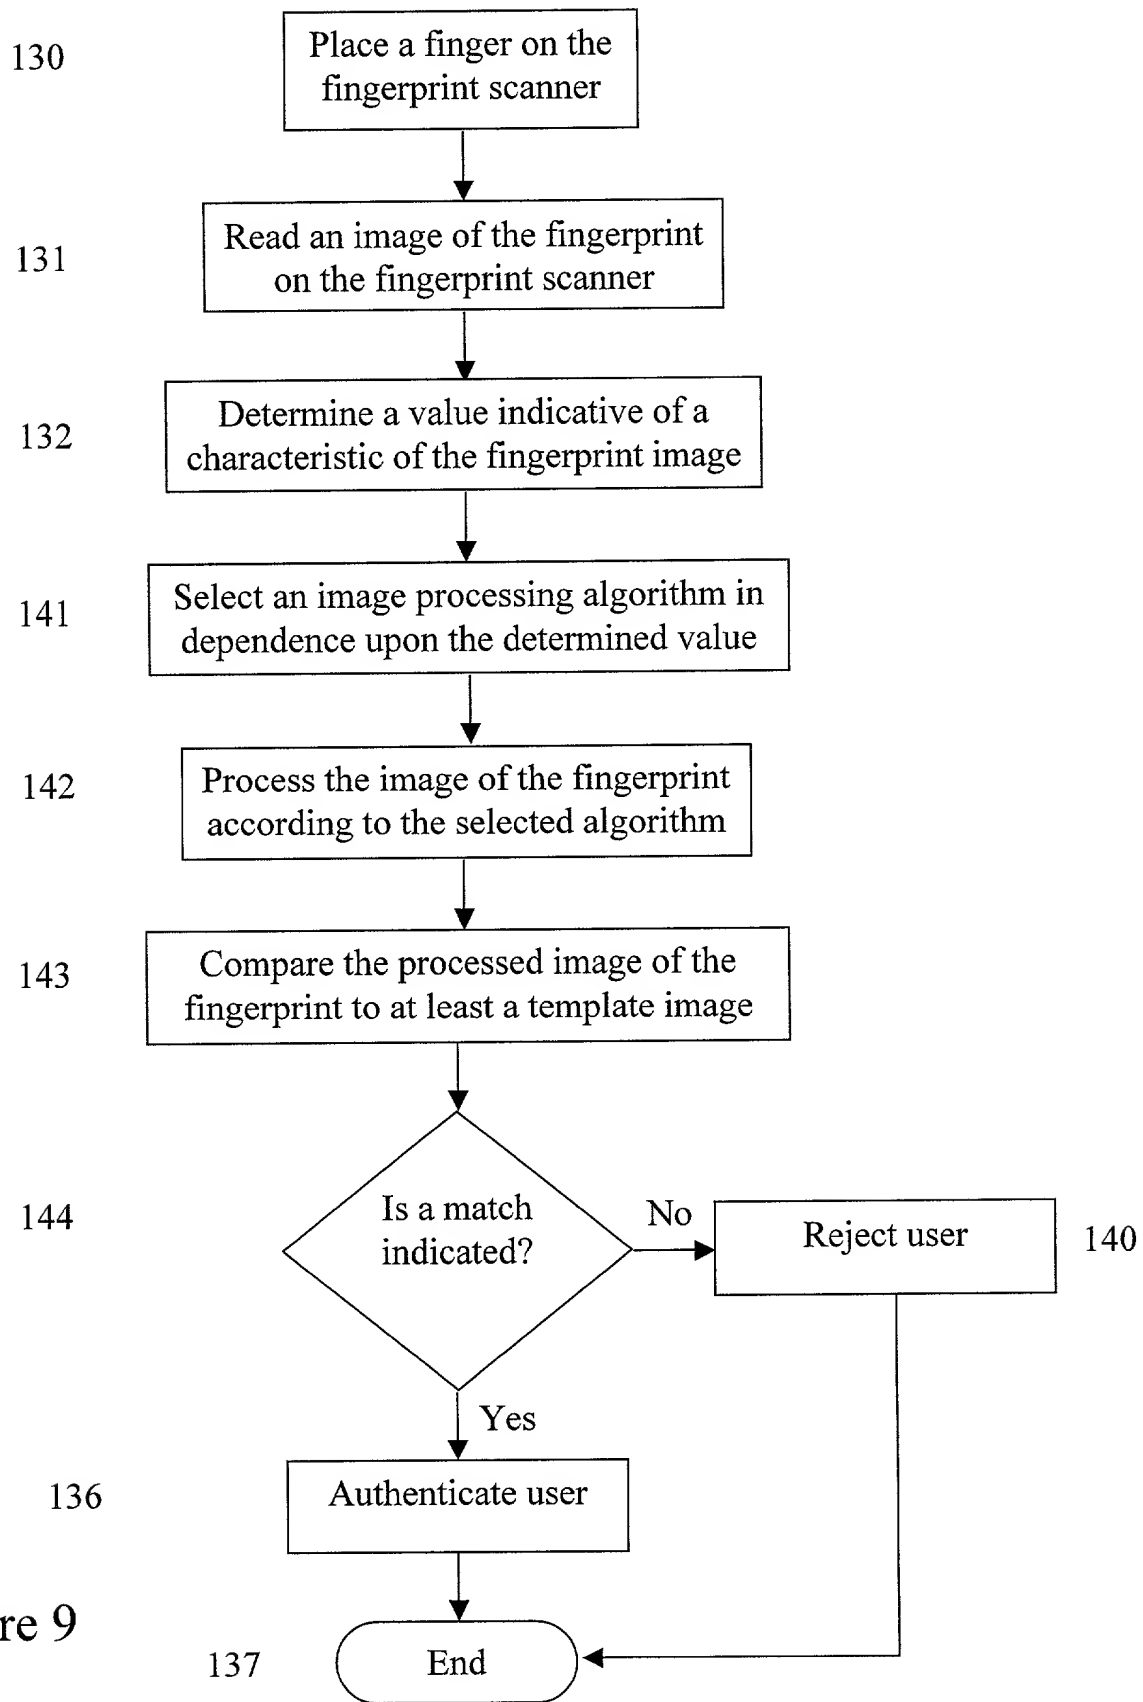 130
Place a finger on the
fingerprint scanner
131
Read an image of the fingerprint
on the fingerprint scanner
132
Determine a value indicative of a
characteristic of the fingerprint image
141
Select an image processing algorithm in
dependence upon the determined value
142
Process the image of the fingerprint
according to the selected algorithm
143
Compare the processed image of the
fingerprint to at least a template image
144
Is a match
indicated?
No
Reject user
140
Yes
136
Authenticate user
re 9
137
End